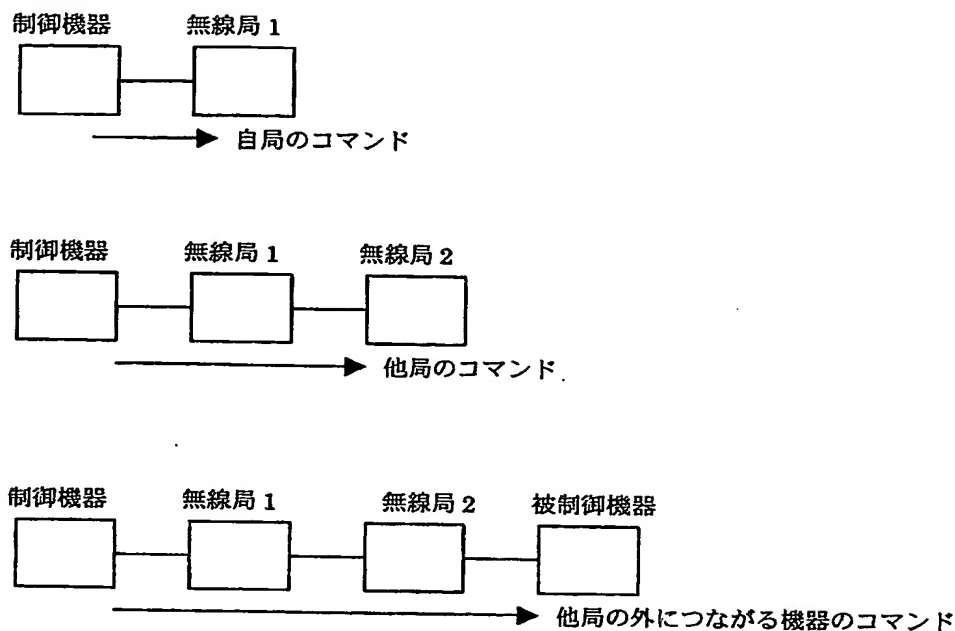 制御機器 無線局 1
自局のコマンド
制御機器 無線局 1 無線局 2
他局のコマンド
制御機器 無線局 1 無線局 2 被制御機器
他局の外につながる機器のコマンド